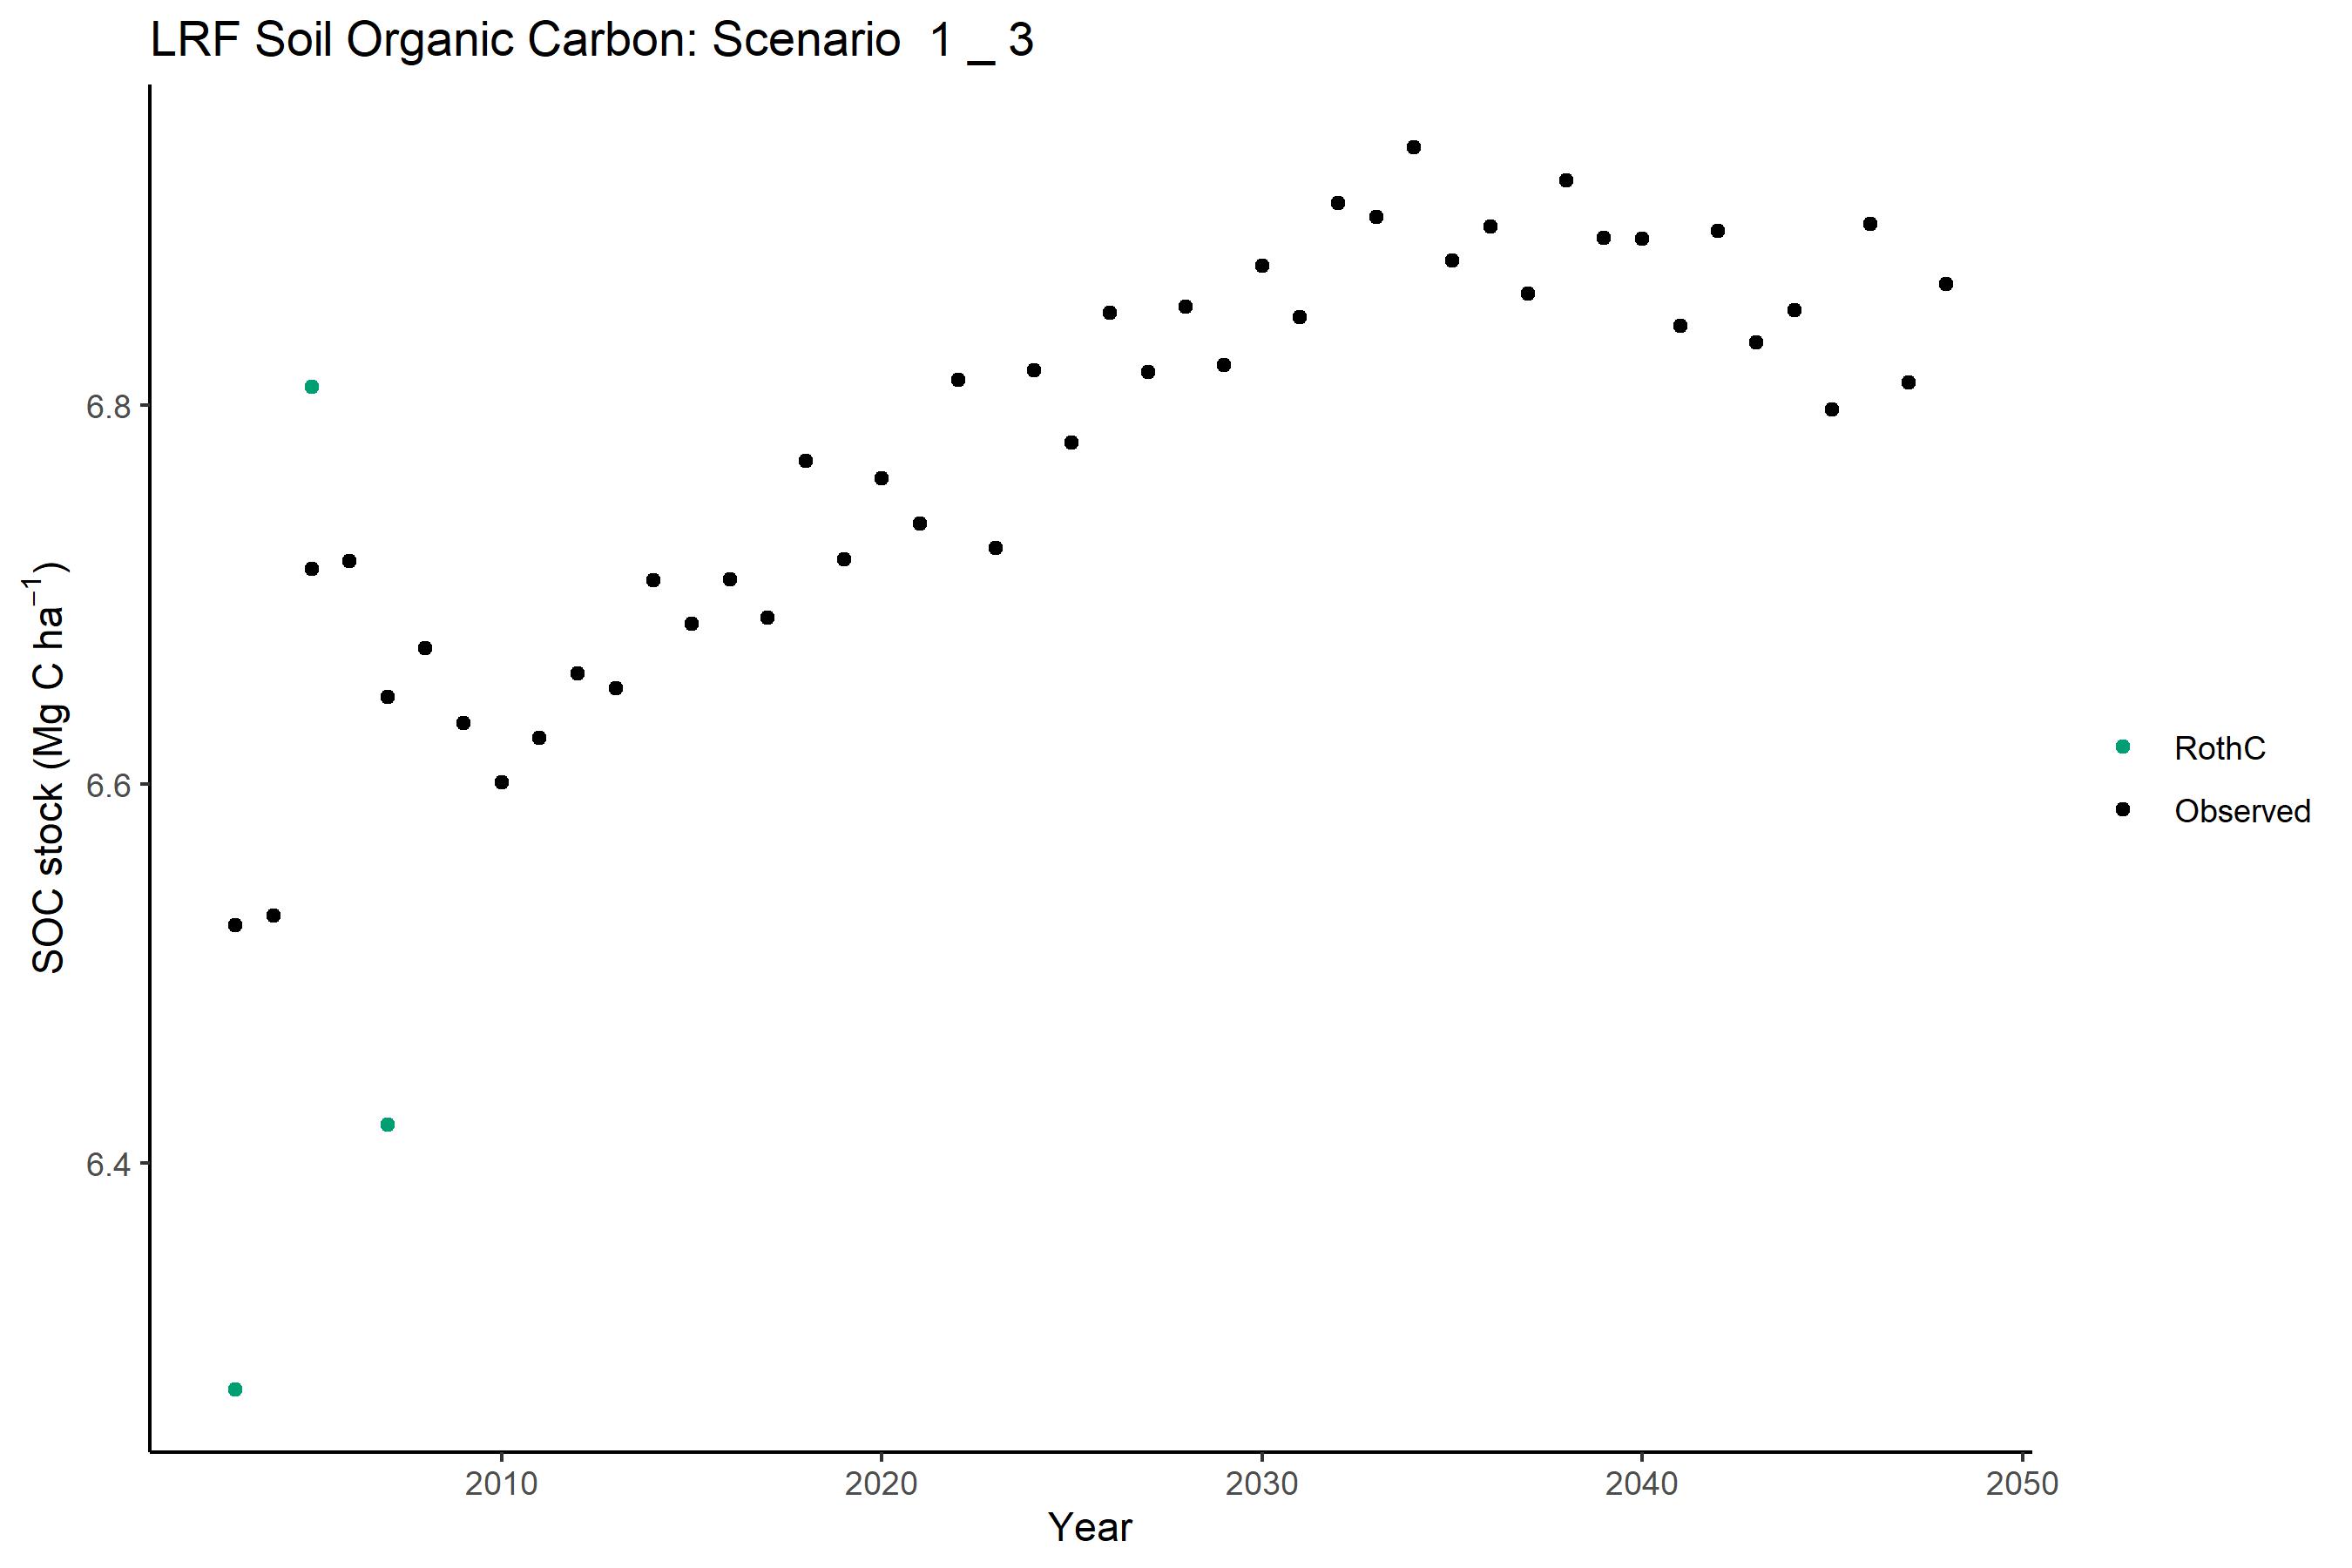 LRF Soil Organic Carbon: Scenario  1 _ 3
SOC stock (Mg C ha⁻¹)
6.8
6.6
6.4
2010
2020
2030
2040
2050
Year
RothC
Observed